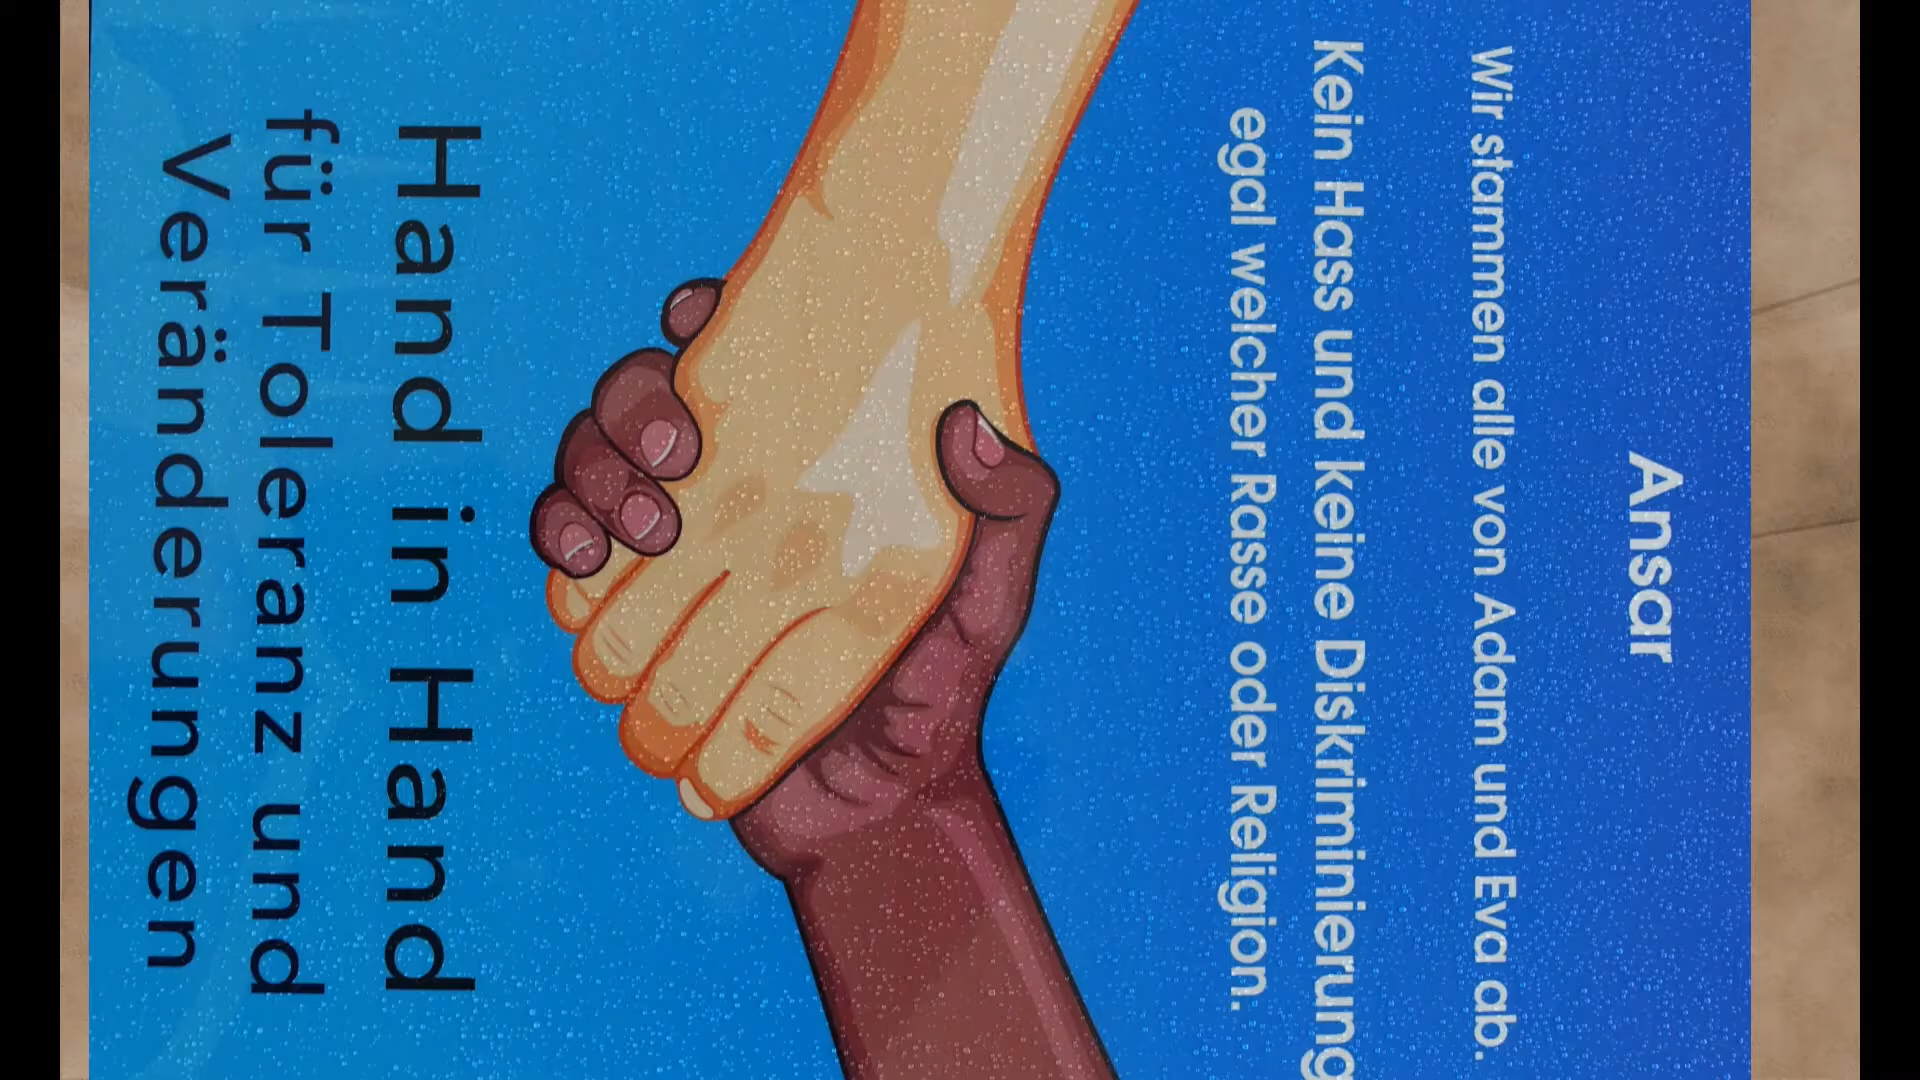 Ansar
Wir stammen alle von Adam und Eva ab.
Kein Hass und keine Diskriminierung
egal welcher Rasse oder Religion.
Hand in Hand
für Toleranz und
Veränderungen